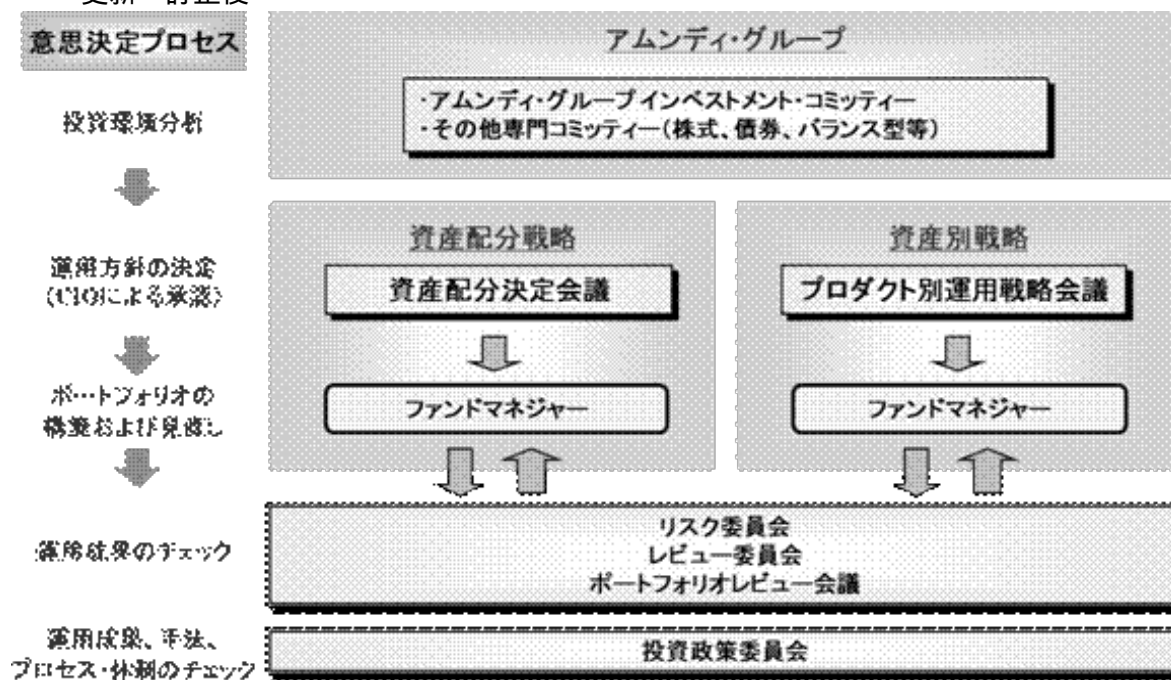 意思決定プロセス
アムンディ・グループ
・アムンディ・グループインベストメント・コミッティー
・その他専門コミッティー(株式、債券、バランス型等)
投資環境分析
資産配分戦略
資産別戦略
運用方針の決定
(CIOによる承認)
資産配分決定会議
プロダクト別運用戦略会議
ポートフォリオの
構築および見直し
ファンドマネジャー
ファンドマネジャー
運用成果のチェック
リスク委員会
レビュー委員会
ポートフォリオレビュー会議
運用成果、手法、
プロセス・体制のチェック
投資政策委員会